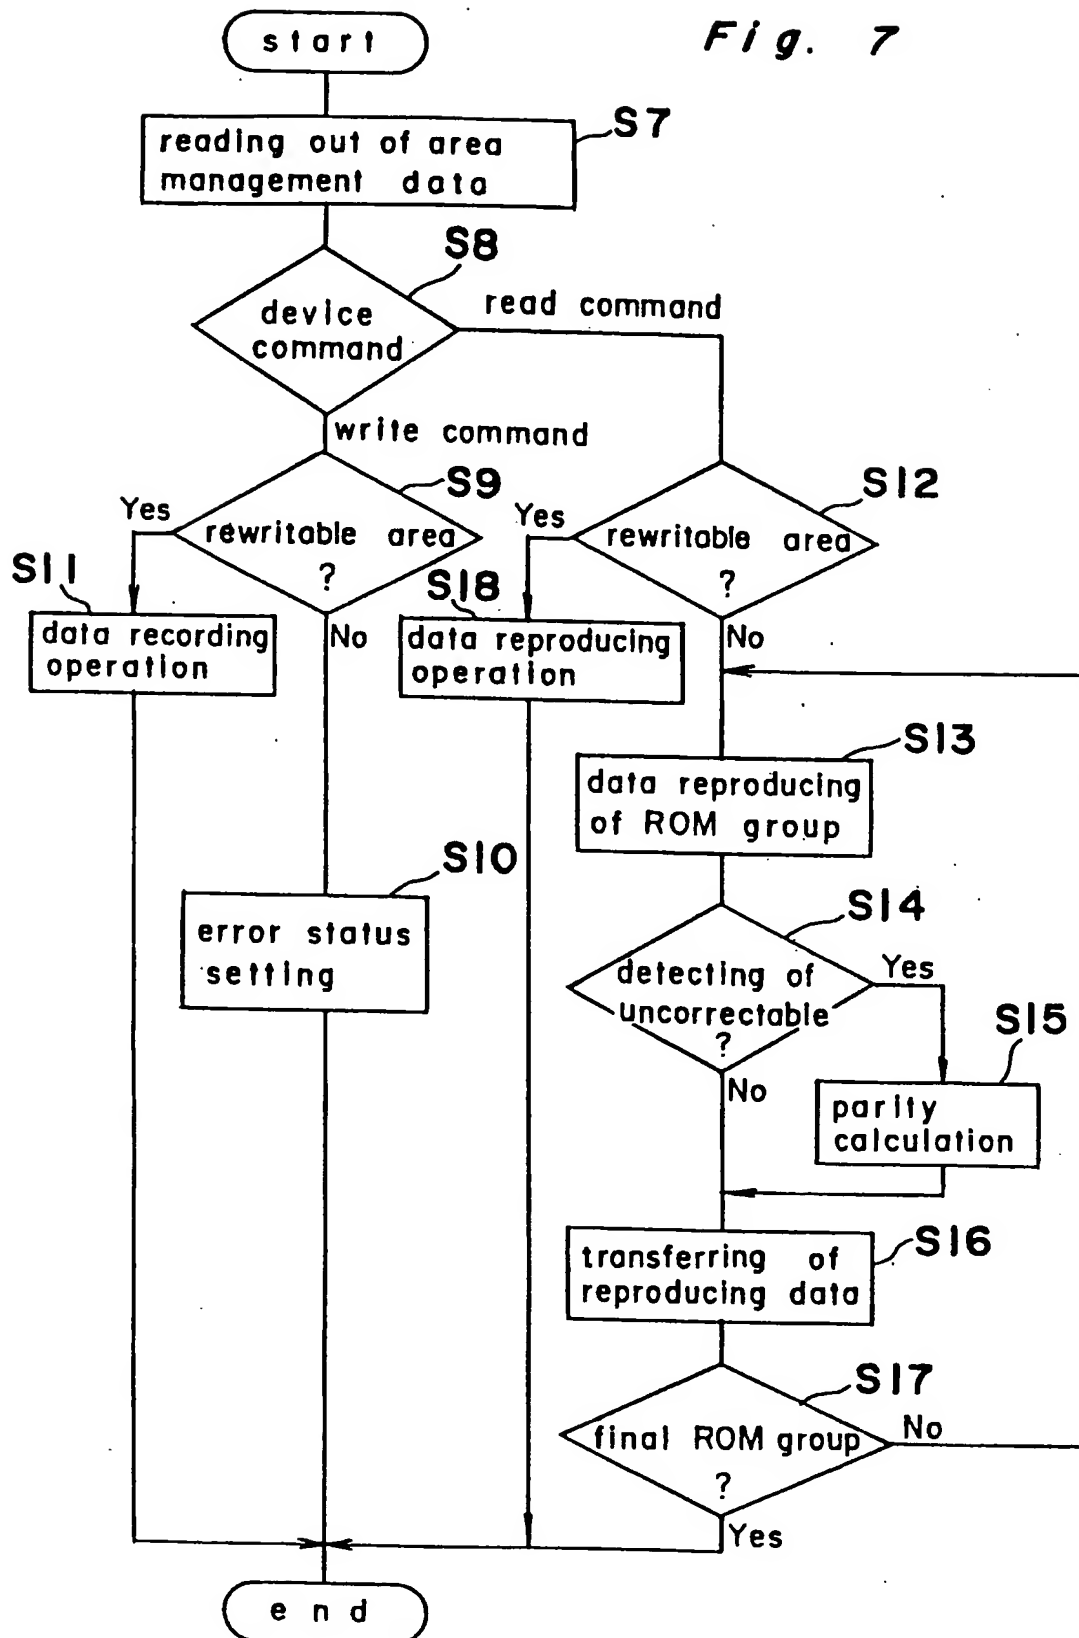 Fig. 7
start
S7
reading out of area
management data
S8
device
command
read command
write command
S9
Yes
rewritable area
?
No
S12
Yes
rewritable area
?
No
S11
data recording
operation
S18
data reproducing
operation
S13
data reproducing
of ROM group
S10
error status
setting
S14
detecting of
uncorrectable
?
Yes
No
S15
parity
calculation
S16
transferring of
reproducing data
S17
final ROM group
?
No
Yes
end